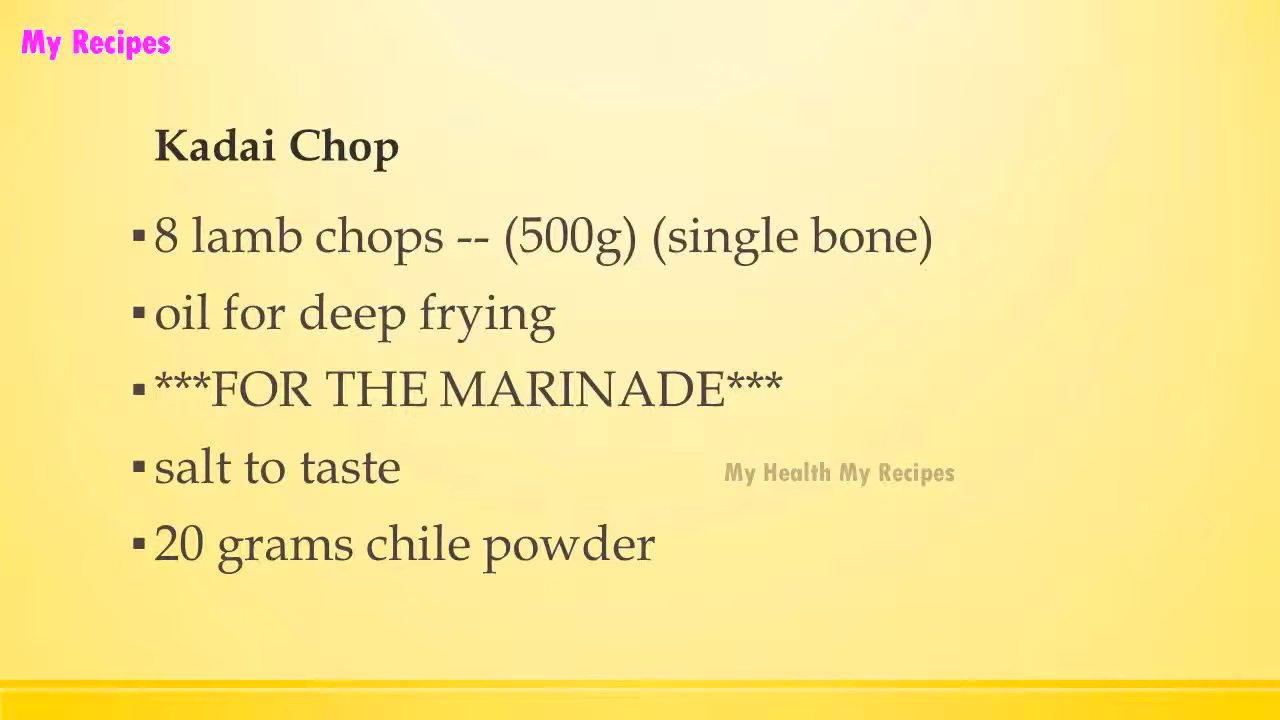 My Recipes
Kadai Chop
▪8 lamb chops -- (500g) (single bone)
▪oil for deep frying
▪***FOR THE MARINADE***
▪salt to taste
My Health My Recipes
▪20 grams chile powder